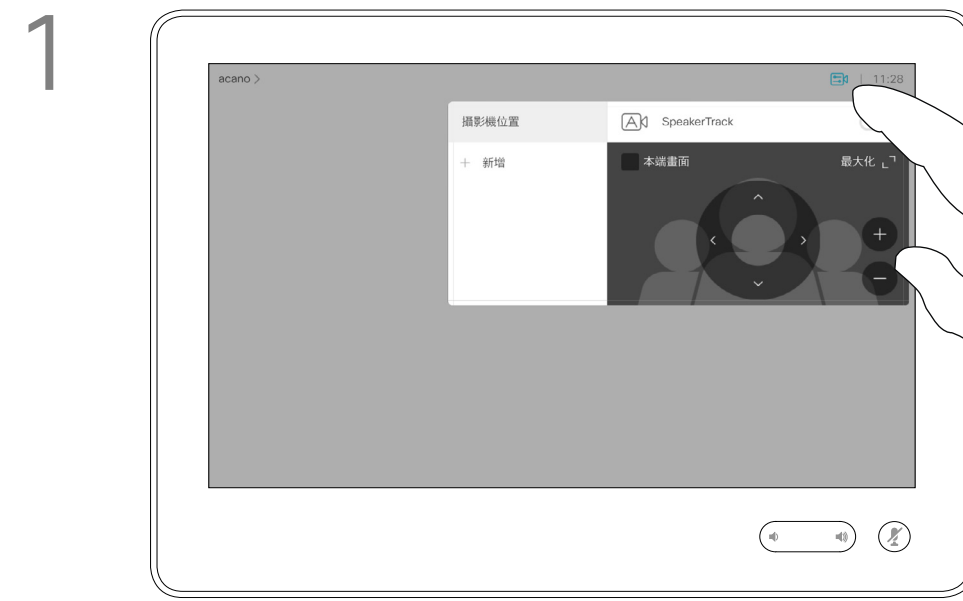 1
acano >
11:28
攝影機位置
SpeakerTrack
+ 新增
本端畫面
最大化